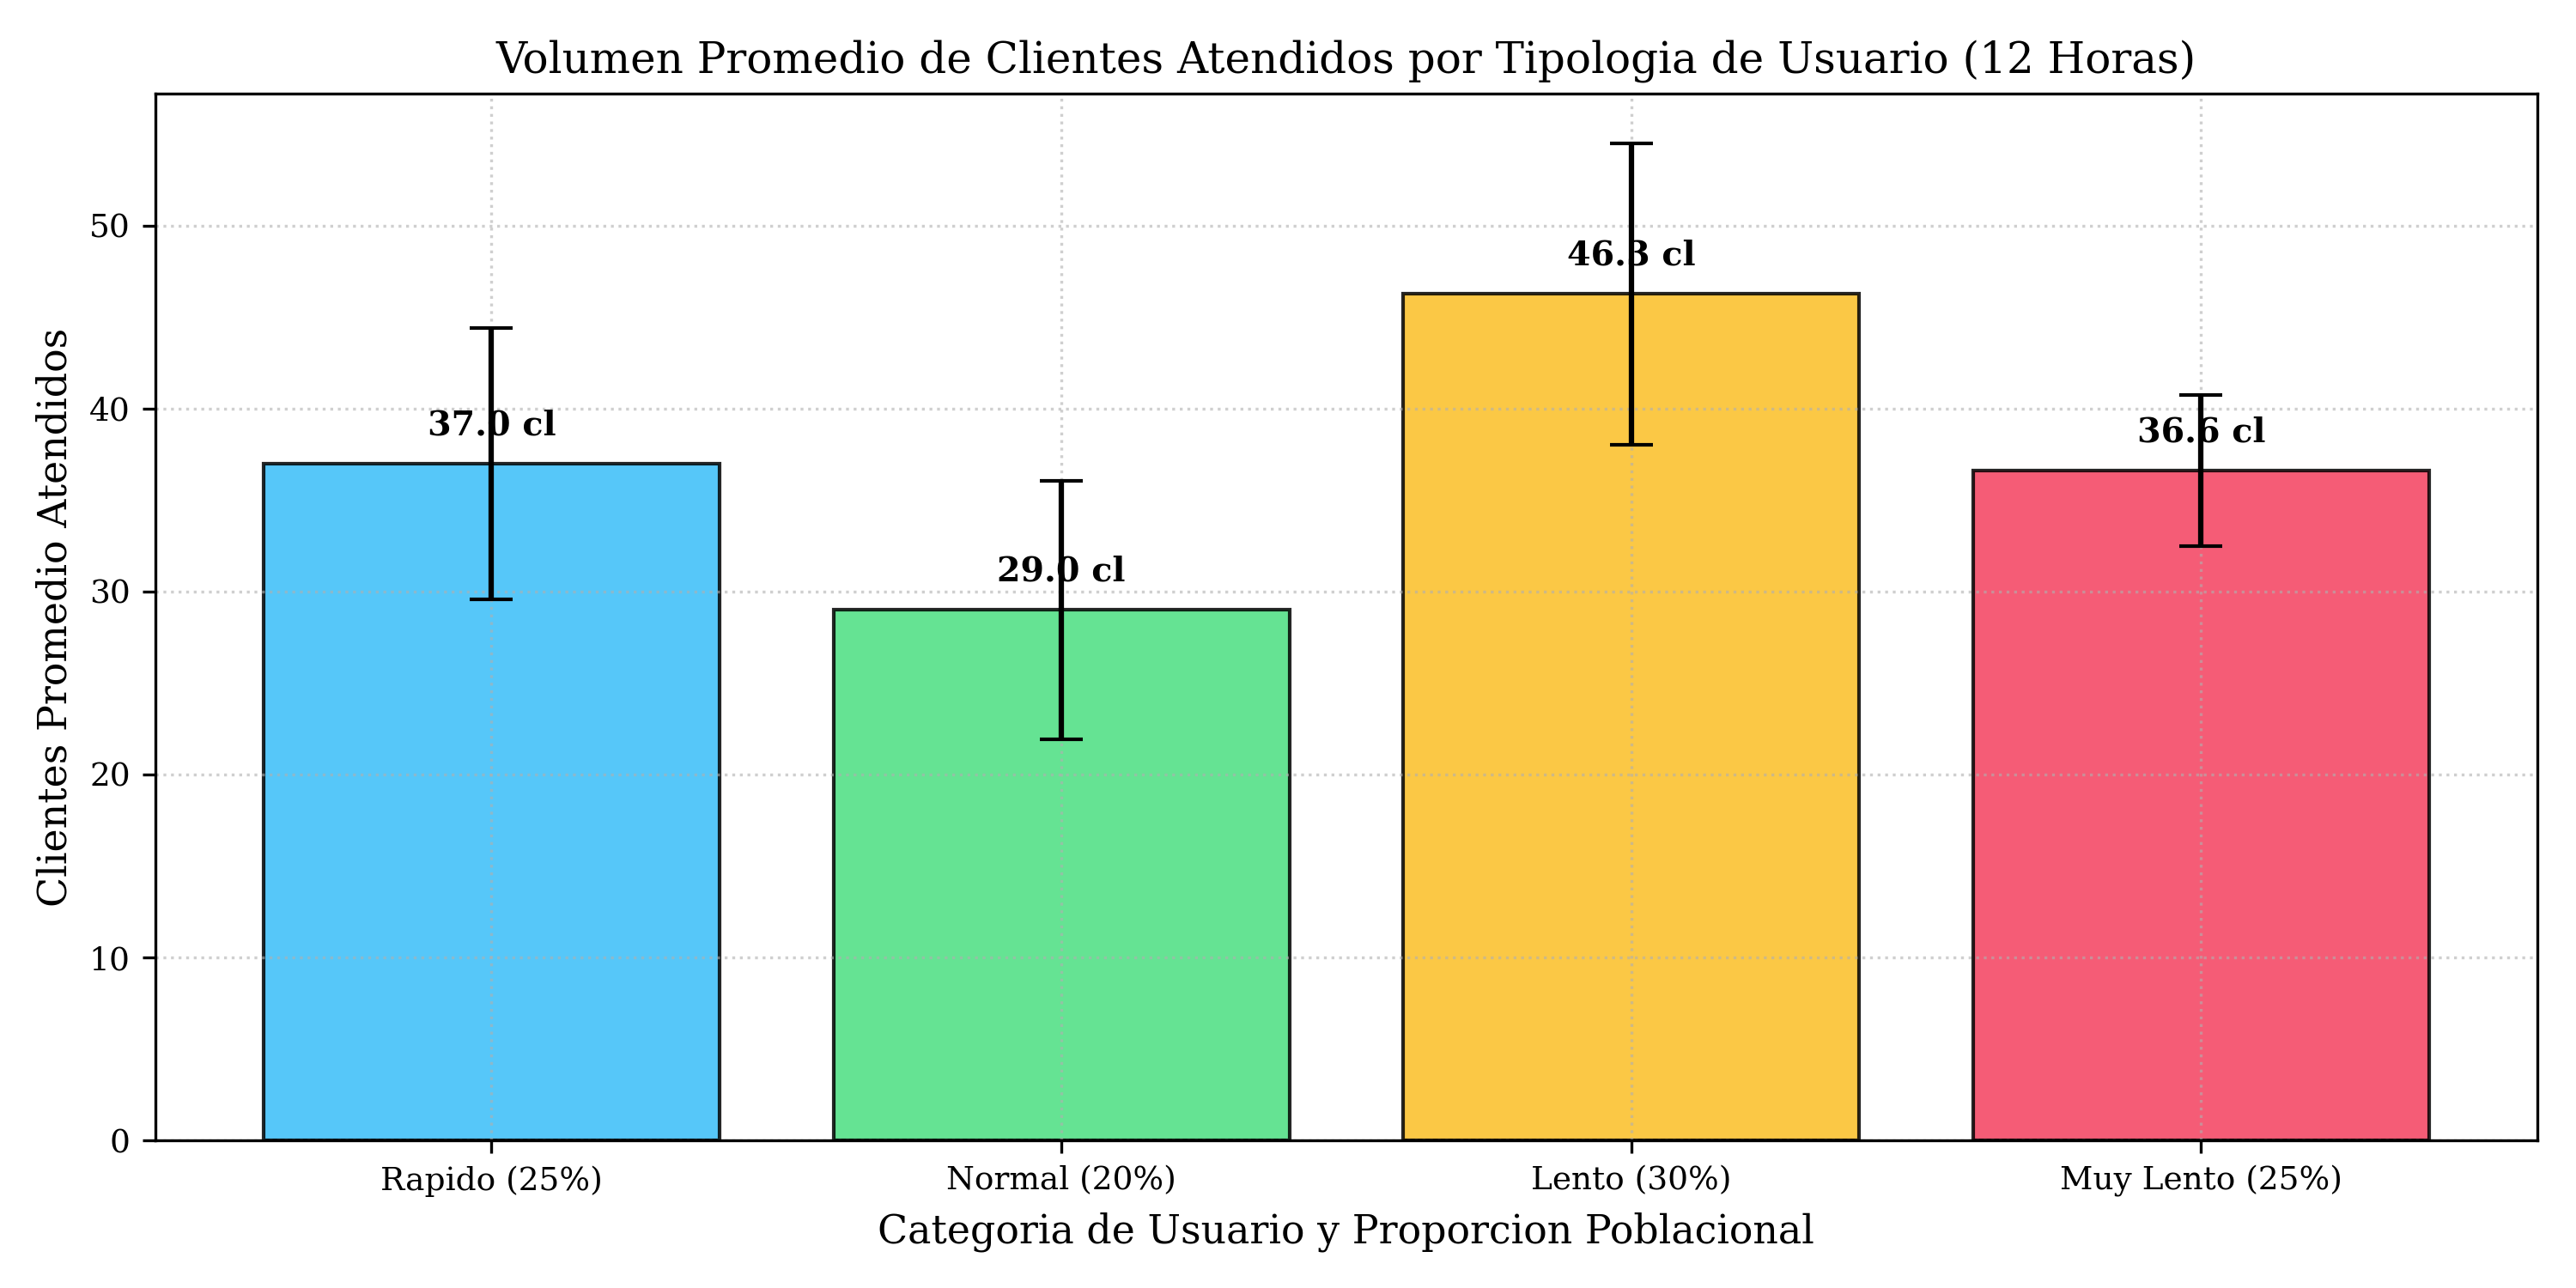 Volumen Promedio de Clientes Atendidos por Tipologia de Usuario (12 Horas)
Clientes Promedio Atendidos
50
40
30
20
10
0
37.0 cl
29.0 cl
46.3 cl
36.6 cl
Rapido (25%)
Normal (20%)
Lento (30%)
Muy Lento (25%)
Categoria de Usuario y Proporcion Poblacional